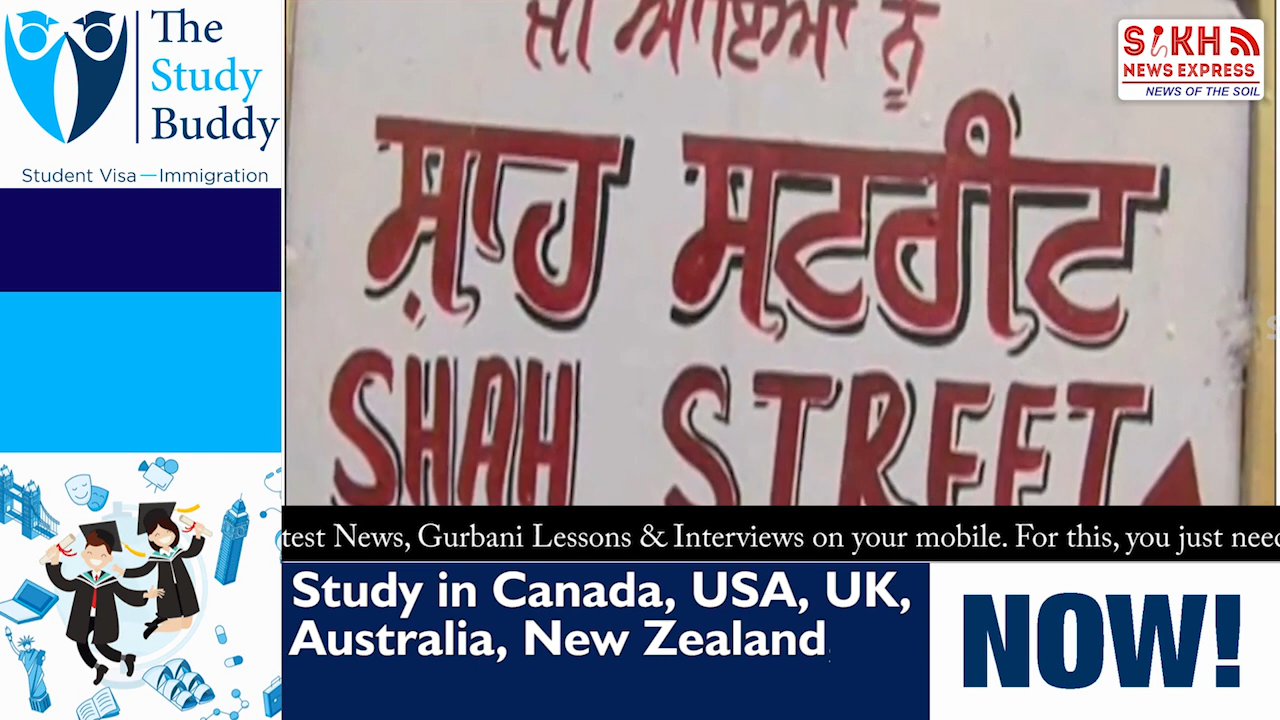 The
Study
Buddy
Student Visa—Immigration
ਜੀ ਆਇਆਂ ਨੂੰ
ਸ਼ਾਹ ਸਟਰੀਟ
SHAH STREET
SIKH
NEWS EXPRESS
NEWS OF THE SOIL
test News, Gurbani Lessons & Interviews on your mobile. For this, you just need
Study in Canada, USA, UK,
Australia, New Zealand
NOW!